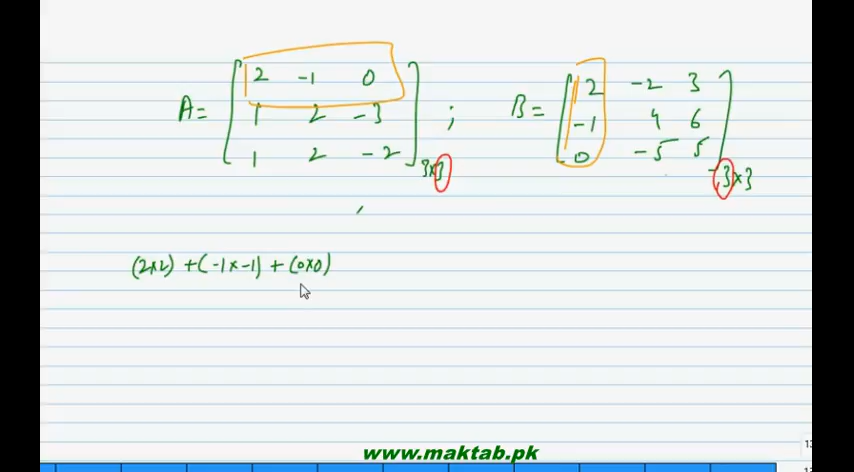 2 -1 0 2 -2 3
A= 1 2 -3 ; B= -1 4 6
1 2 -2 0 -5 5
3×3 3×3
(2×2) + (-1×-1) + (0×0)
www.maktab.pk